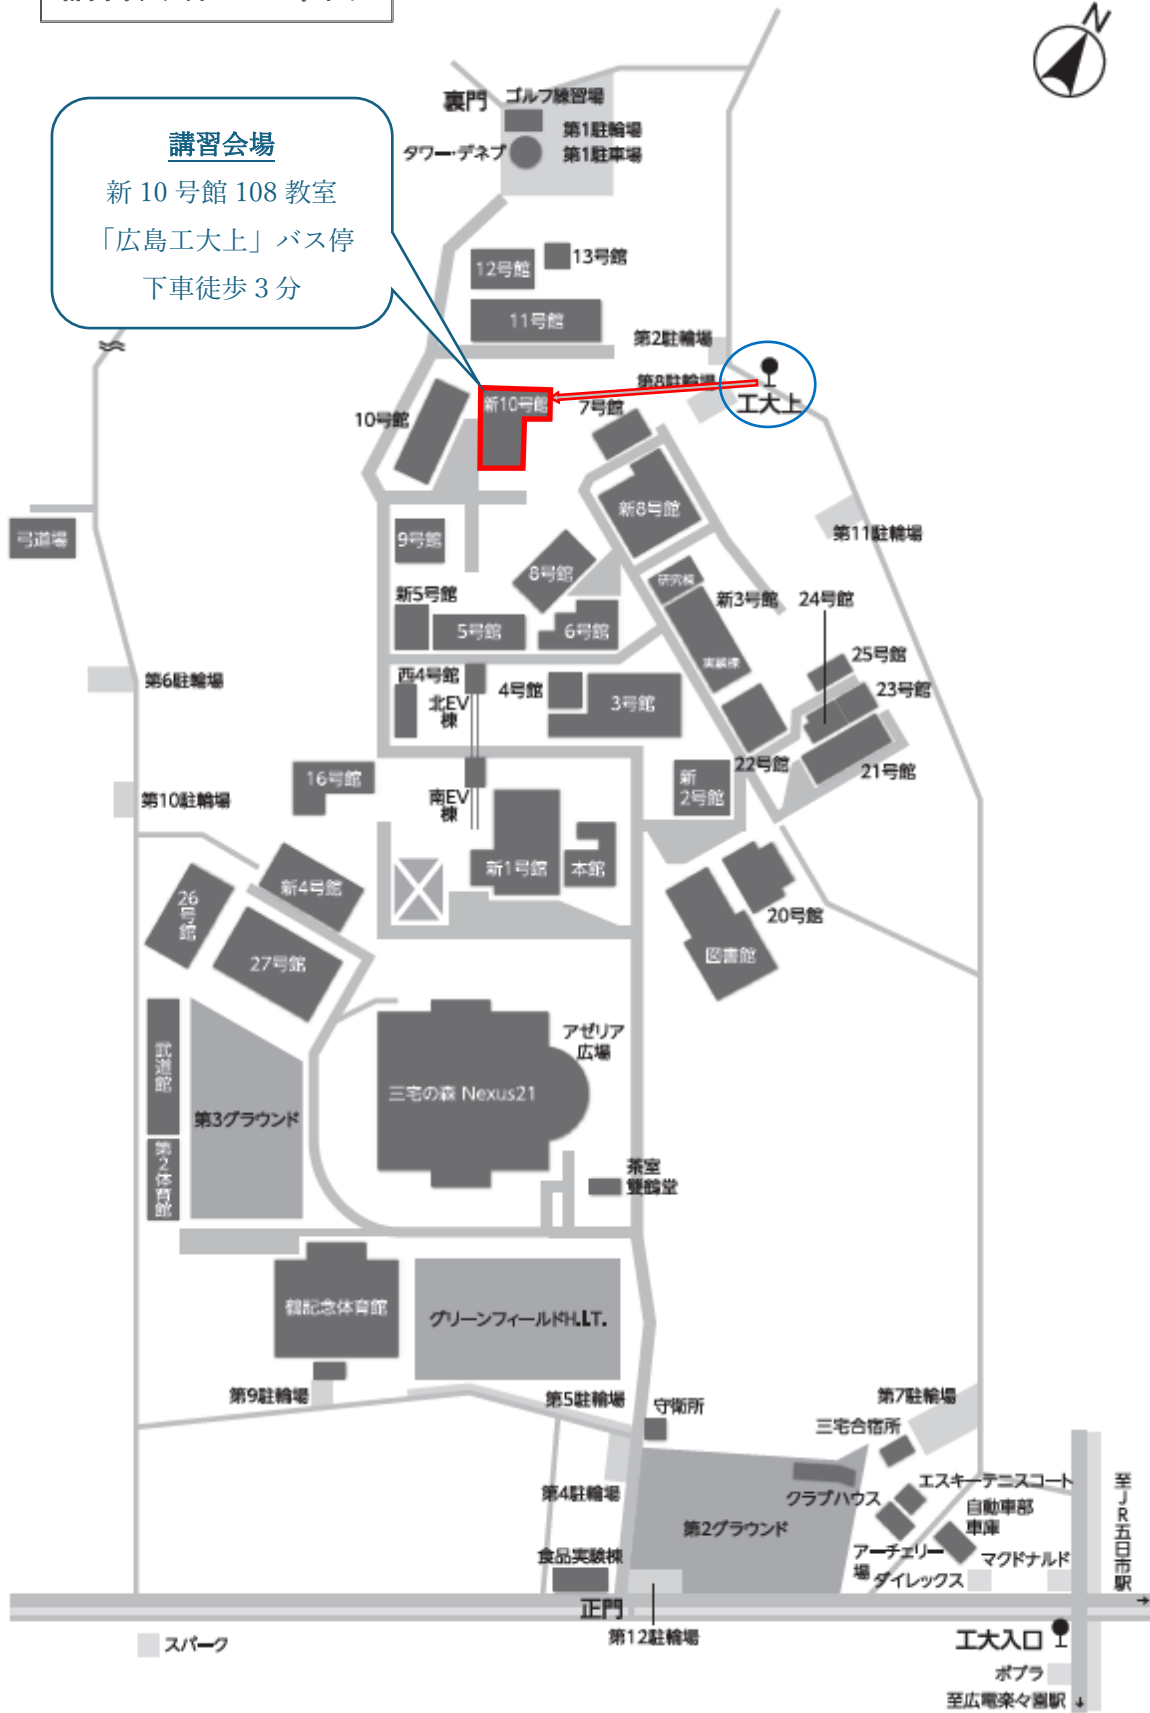 N
裏門
ゴルフ練習場
第1駐輪場
タワー・デネブ
第1駐車場
講習会場
新 10 号館 108 教室
「広島工大上」バス停
下車徒歩 3 分
13号館
12号館
11号館
第2駐輪場
第8駐輪場
工大上
新10号館
7号館
10号館
新8号館
第11駐輪場
弓道場
9号館
8号館
研究棟
新5号館
新3号館
24号館
5号館
6号館
実験棟
25号館
西4号館
第6駐輪場
4号館
23号館
北EV
棟
3号館
22号館
21号館
16号館
新
2号館
第10駐輪場
南EV
棟
新1号館
本館
新4号館
26
号
館
20号館
図書館
27号館
アゼリア
広場
武
道
館
三宅の森 Nexus21
第3グラウンド
第
2
体
育
館
茶室
雙鶴堂
鶴記念体育館
グリーンフィールドH.I.T.
第9駐輪場
第5駐輪場
守衛所
第7駐輪場
三宅合宿所
エスキーテニスコート
第4駐輪場
クラブハウス
自動車部
車庫
第2グラウンド
至JR五日市駅
食品実験棟
アーチェリー
場
マクドナルド
ダイレックス
正門
第12駐輪場
スパーク
工大入口
ポプラ
至広電楽々園駅